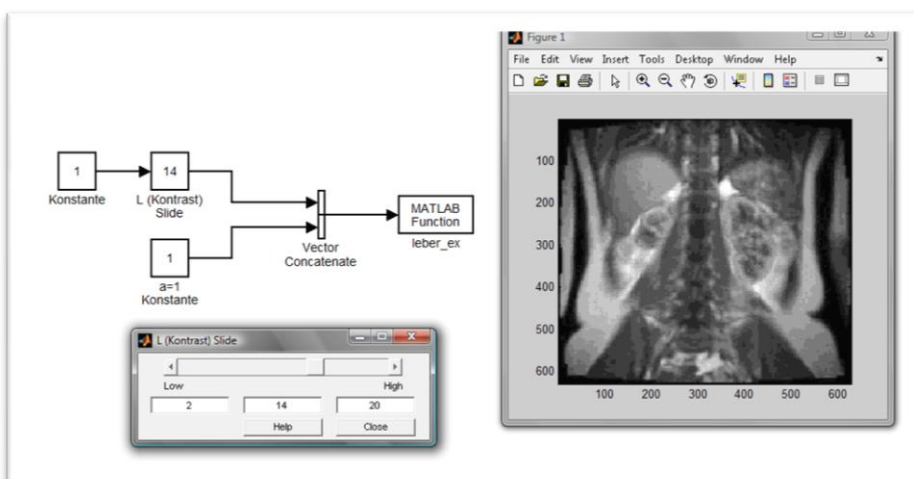 1
Konstante
14
L (Kontrast)
Slide
1
a=1
Konstante
Vector
Concatenate
MATLAB
Function
leber_ex
L (Kontrast) Slide
Low High
2 14 20
Help Close
Figure 1
File Edit View Insert Tools Desktop Window Help
100
200
300
400
500
600
100 200 300 400 500 600